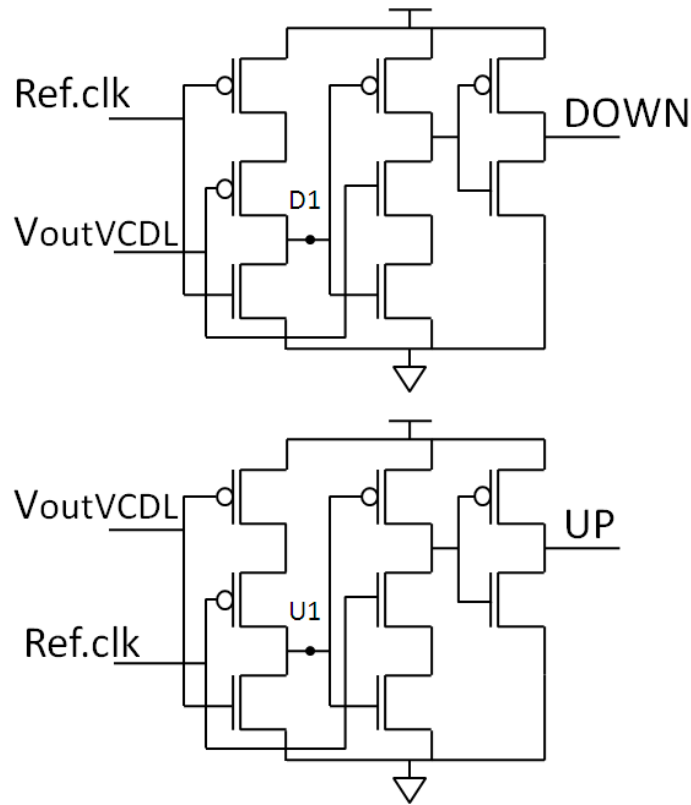 Ref.clk
DOWN
D1
VoutVCDL
VoutVCDL
UP
U1
Ref.clk